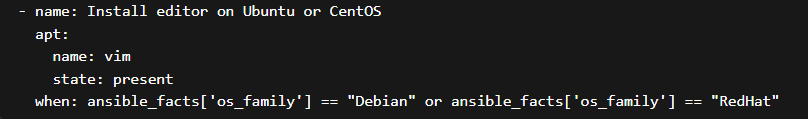 - name: Install editor on Ubuntu or CentOS
  apt:
    name: vim
    state: present
  when: ansible_facts['os_family'] == "Debian" or ansible_facts['os_family'] == "RedHat"